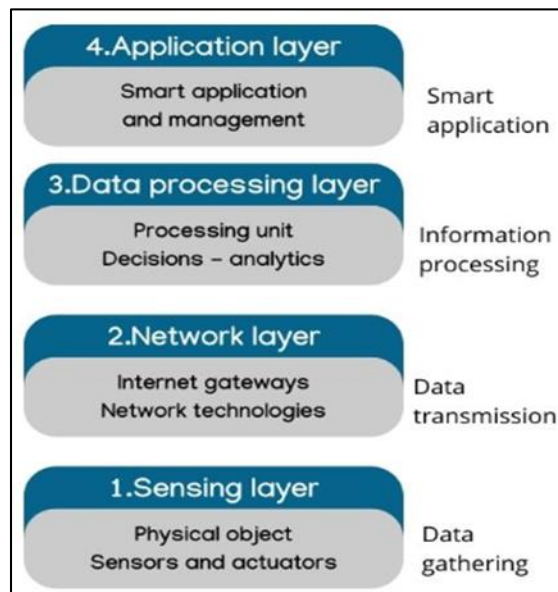 4.Application layer
Smart application
and management
Smart
application
3.Data processing layer
Processing unit
Decisions – analytics
Information
processing
2.Network layer
Internet gateways
Network technologies
Data
transmission
1.Sensing layer
Physical object
Sensors and actuators
Data
gathering